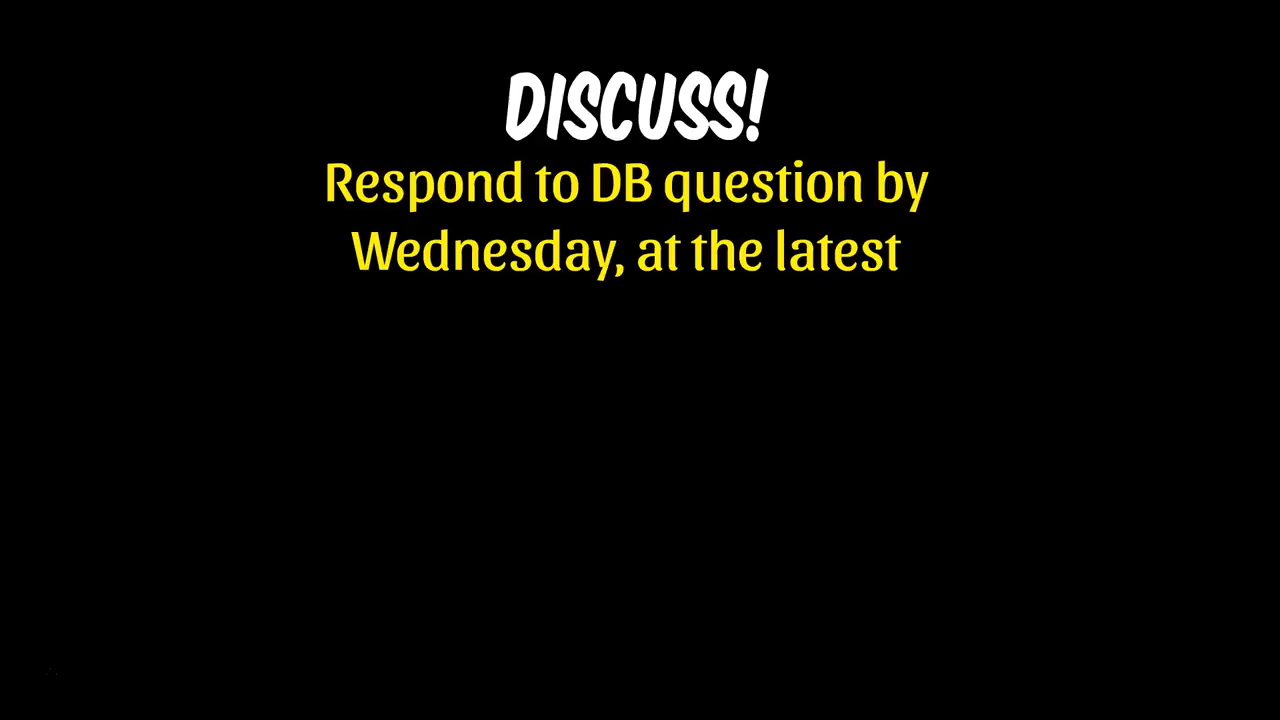 DISCUSS!
Respond to DB question by
Wednesday, at the latest